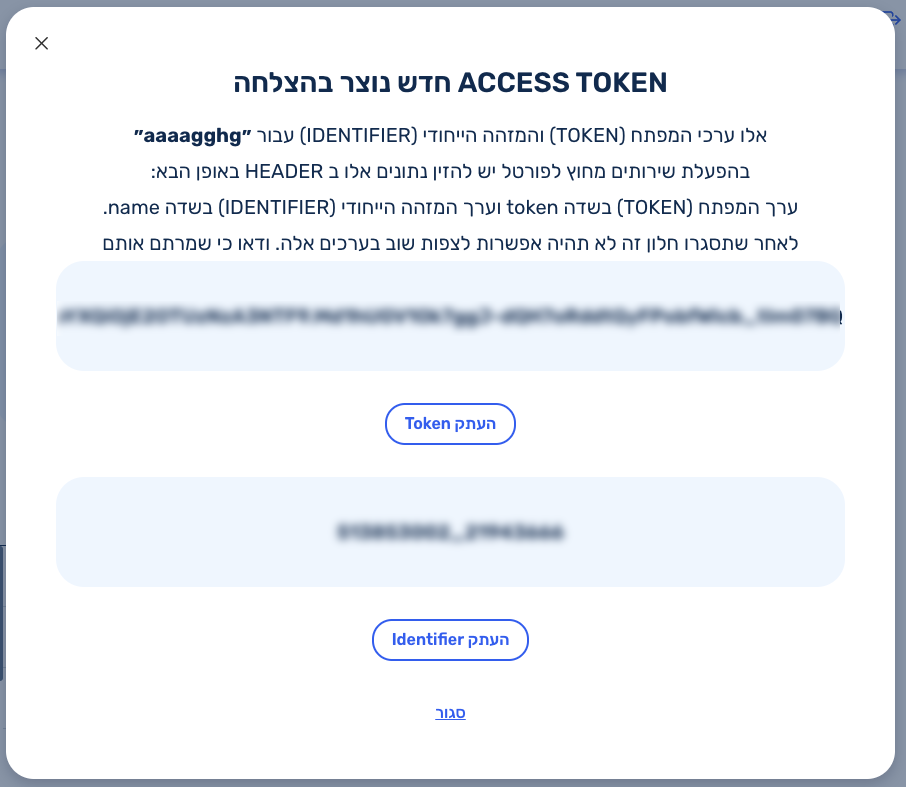 ACCESS TOKEN חדש נוצר בהצלחה
אלו ערכי המפתח (TOKEN) והמזהה הייחודי (IDENTIFIER) עבור ״aaaagghg״
בהפעלת שירותים מחוץ לפורטל יש להזין נתונים אלו ב HEADER באופן הבא:
ערך המפתח (TOKEN) בשדה token וערך המזהה הייחודי (IDENTIFIER) בשדה name.
לאחר שתסגרו חלון זה לא תהיה אפשרות לצפות שוב בערכים אלה. ודאו כי שמרתם אותם
העתק Token
העתק Identifier
סגור